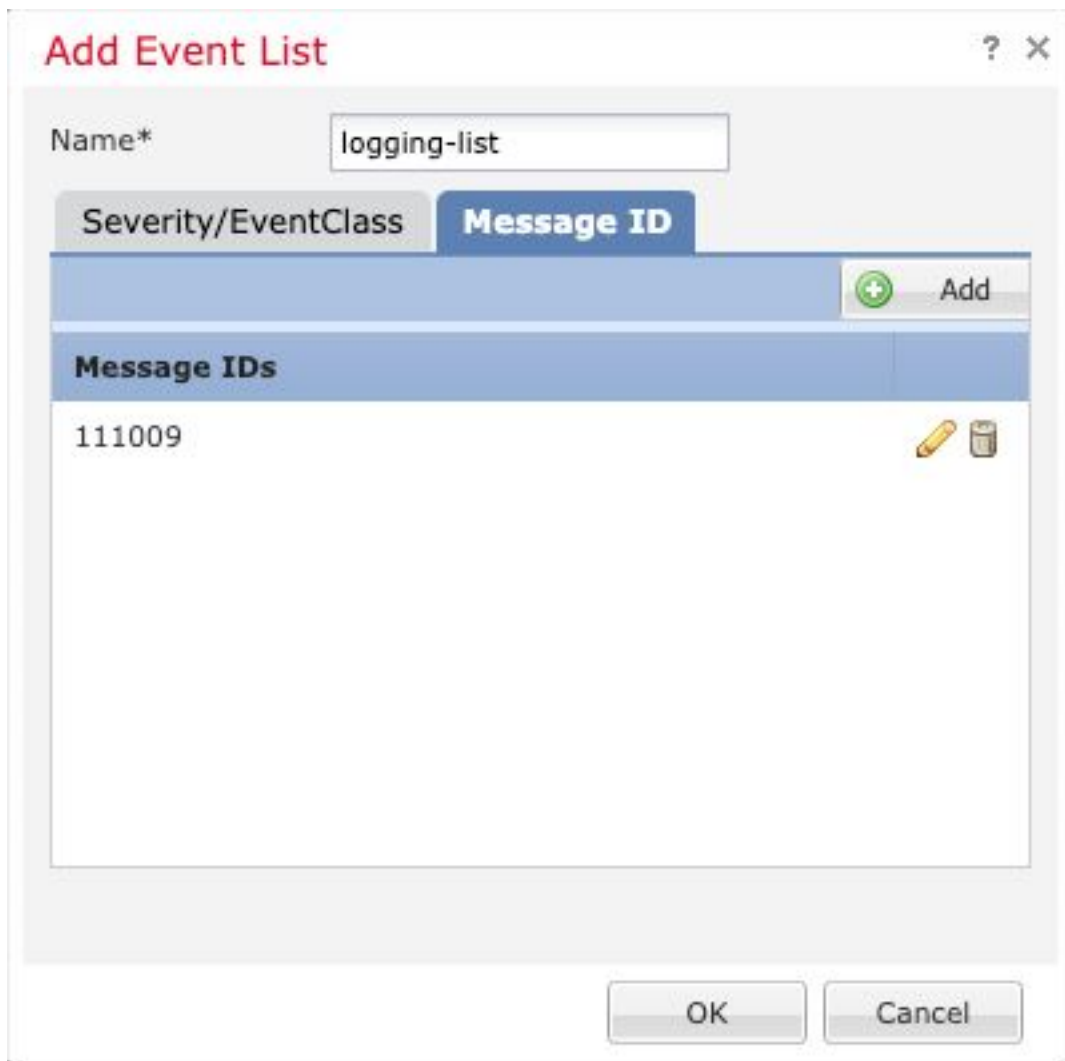 Add Event List ? ×
Name* logging-list
Severity/EventClass Message ID
Add
Message IDs
111009
OK Cancel